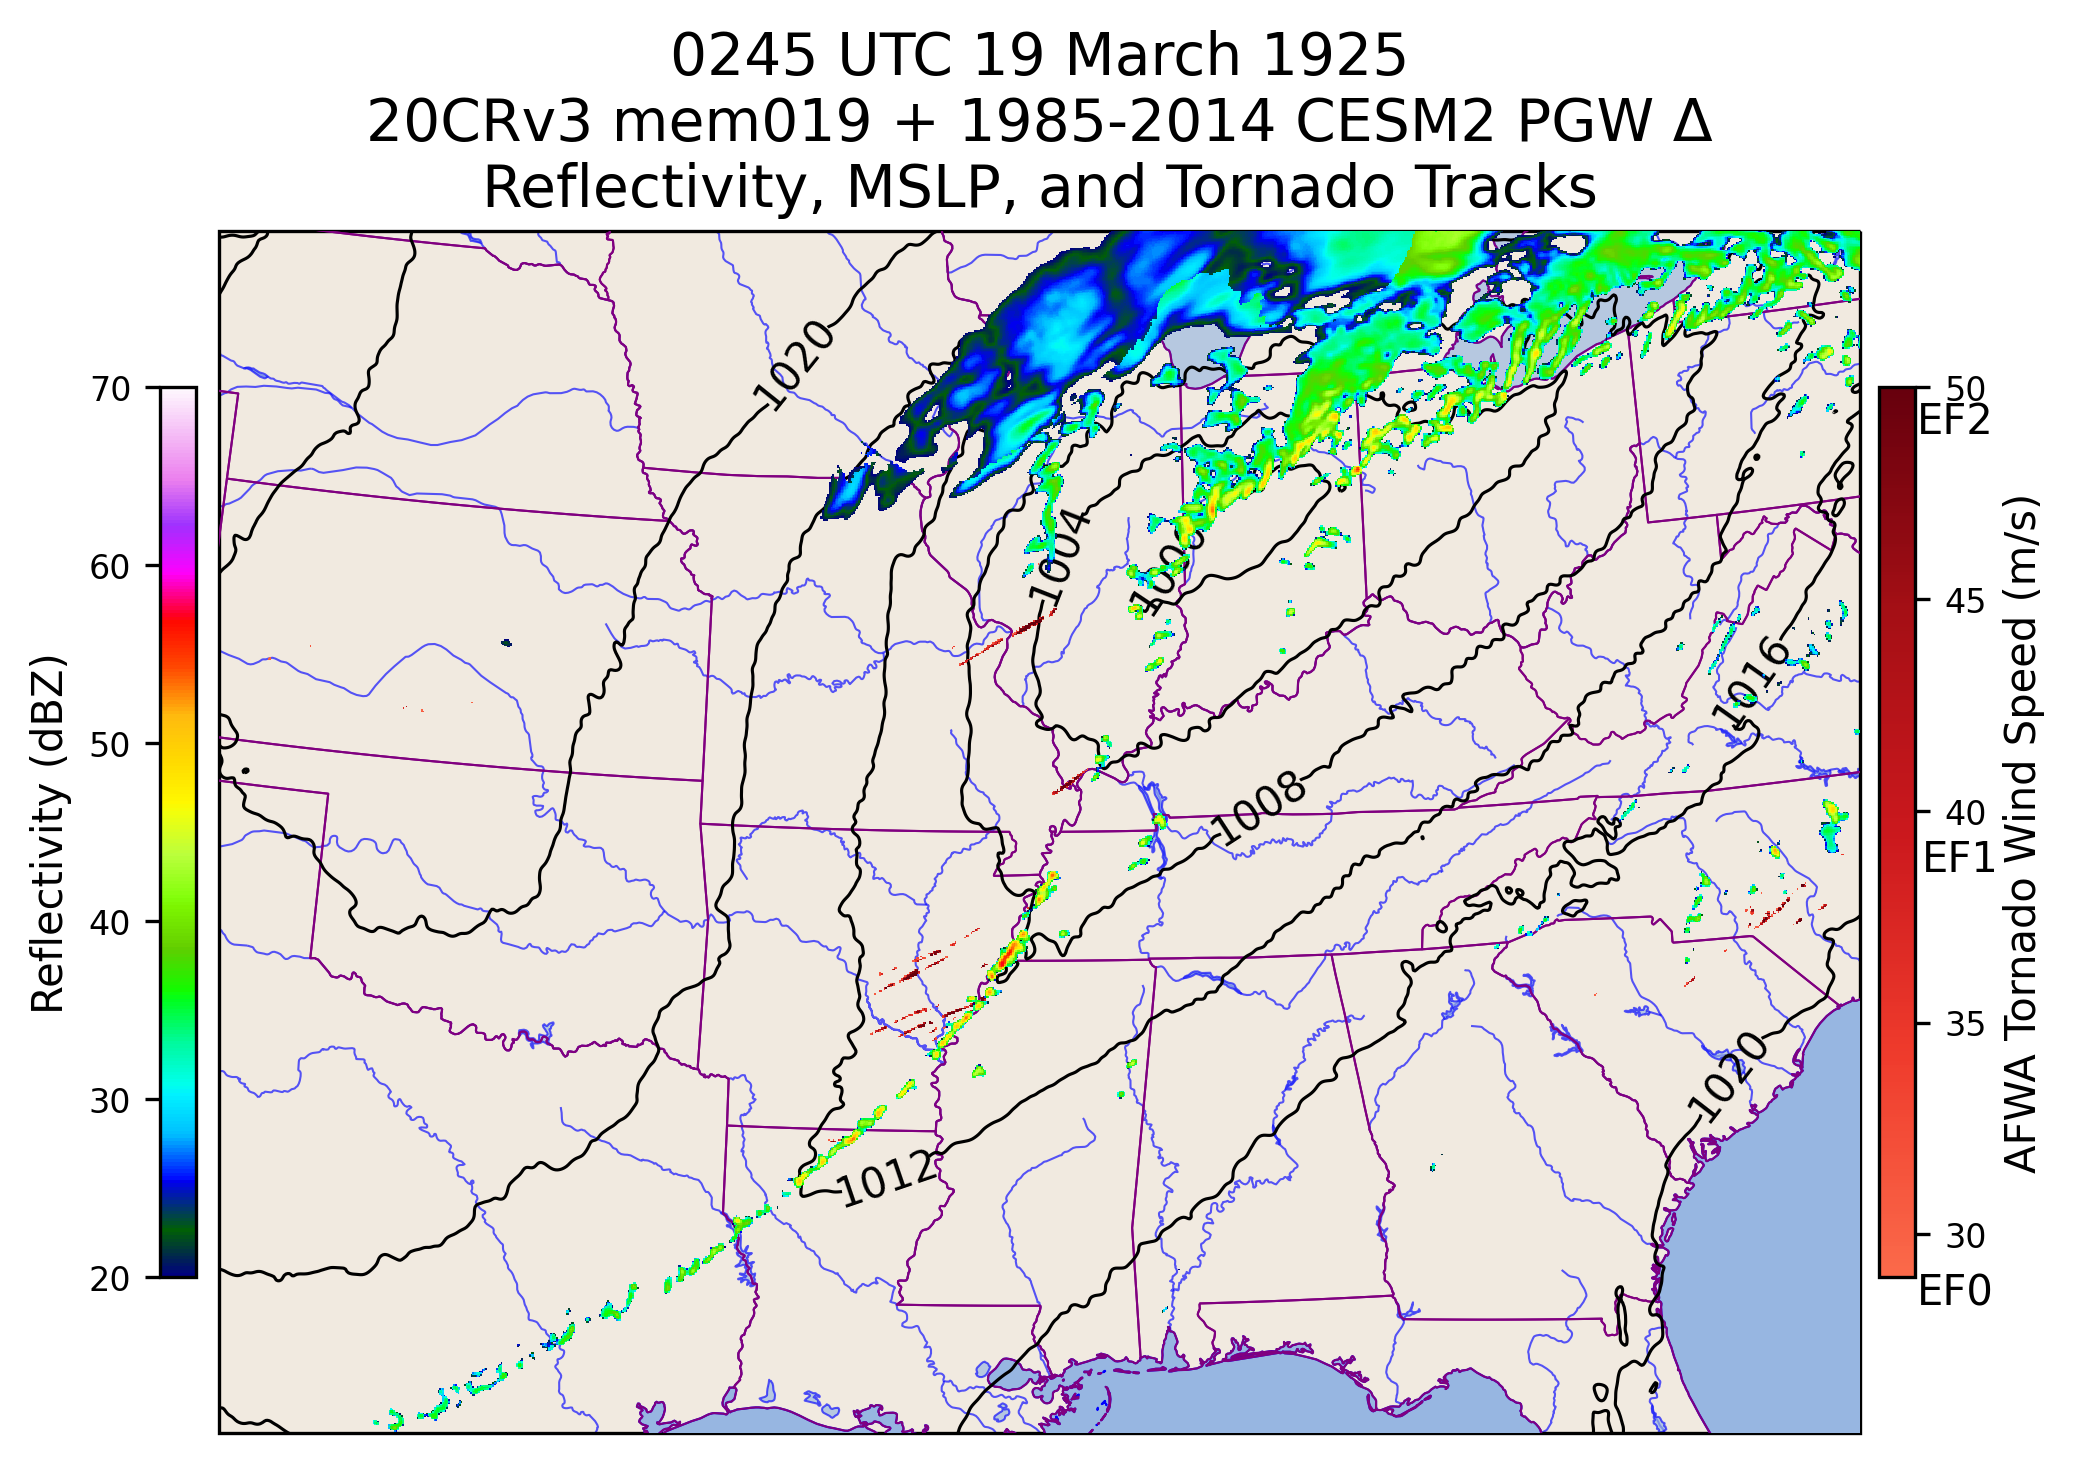 0245 UTC 19 March 1925
20CRv3 mem019 + 1985-2014 CESM2 PGW Δ
Reflectivity, MSLP, and Tornado Tracks
70
60
50
40
30
20
Reflectivity (dBZ)
1020
1004
1008
1016
1008
1012
1020
50
EF2
45
40
EF1
35
30
EF0
AFWA Tornado Wind Speed (m/s)